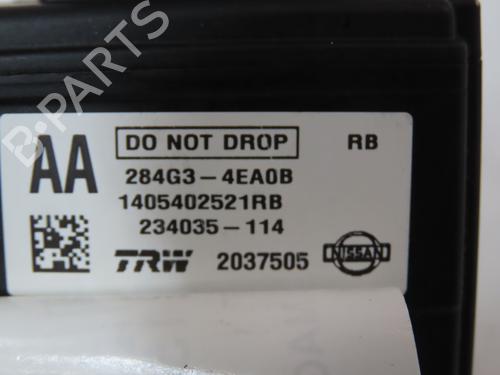 B-PARTS
AA
DO NOT DROP
RB
284G3-4EA0B
1405402521RB
234035-114
TRW 2037505 NISSAN